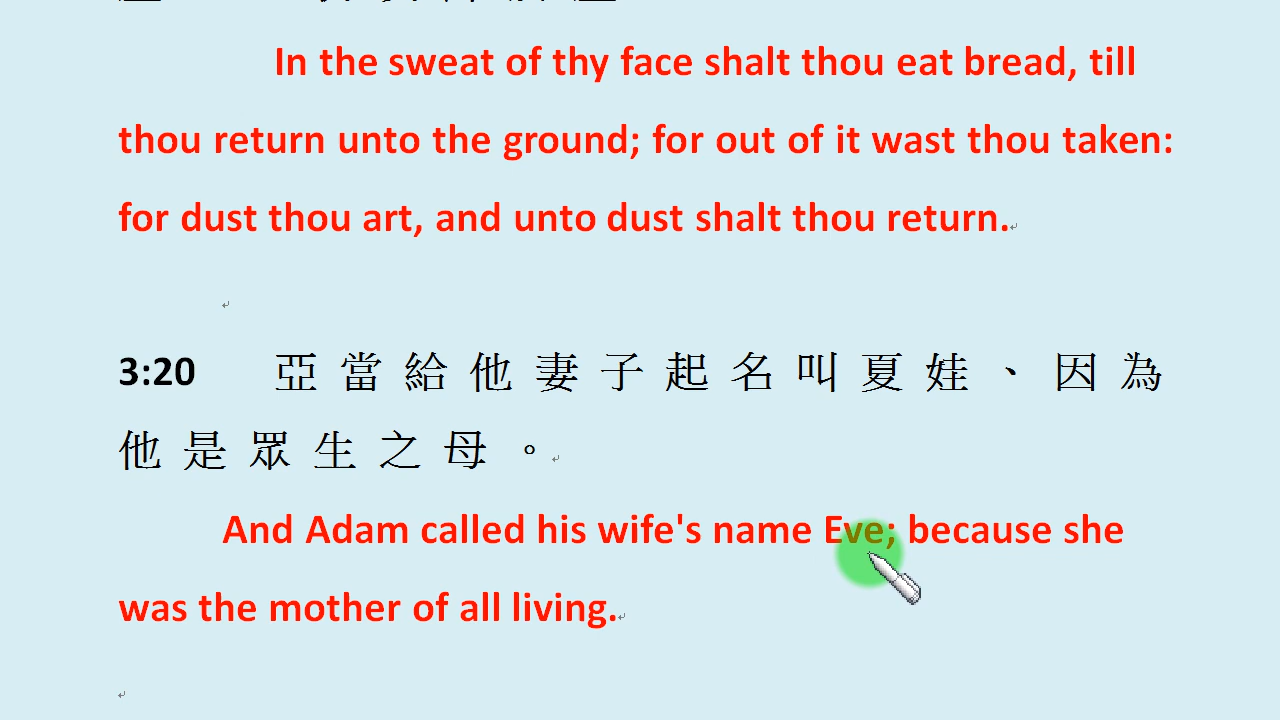 In the sweat of thy face shalt thou eat bread, till
thou return unto the ground; for out of it wast thou taken:
for dust thou art, and unto dust shalt thou return.
3:20 亞當給他妻子起名叫夏娃、因為
他是眾生之母。
And Adam called his wife's name Eve; because she
was the mother of all living.